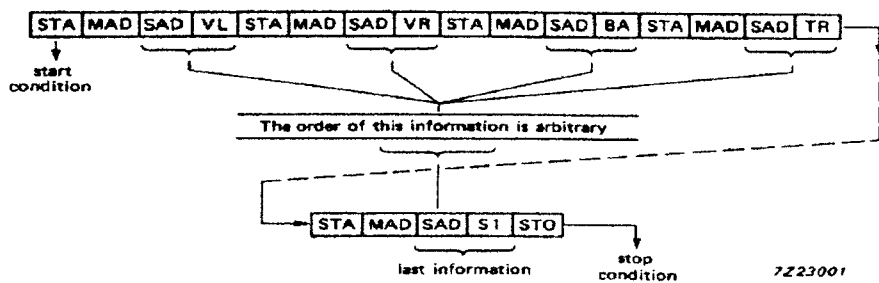 STA MAD SAD VL STA MAD SAD VR STA MAD SAD BA STA MAD SAD TR
start
condition
The order of this information is arbitrary
STA MAD SAD S1 STO
last information
stop
condition
7Z23001